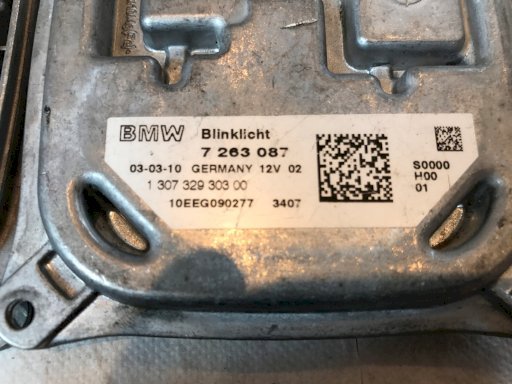 BMW Blinklicht
7 263 087
03-03-10 GERMANY 12V 02
1 307 329 303 00
10EEG090277 3407
S0000
H00
01